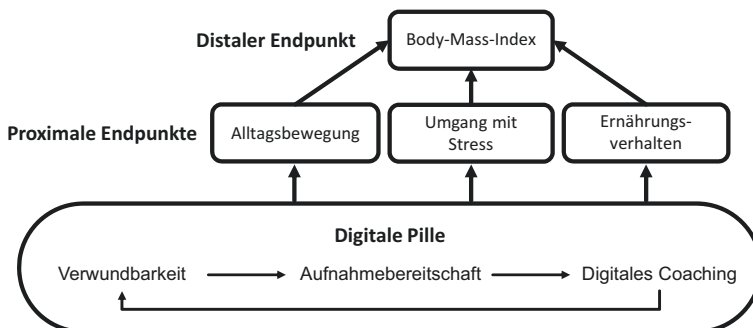 Distaler Endpunkt
Body-Mass-Index
Proximale Endpunkte
Alltagsbewegung
Umgang mit
Stress
Ernährungs-
verhalten
Digitale Pille
Verwundbarkeit
Aufnahmebereitschaft
Digitales Coaching